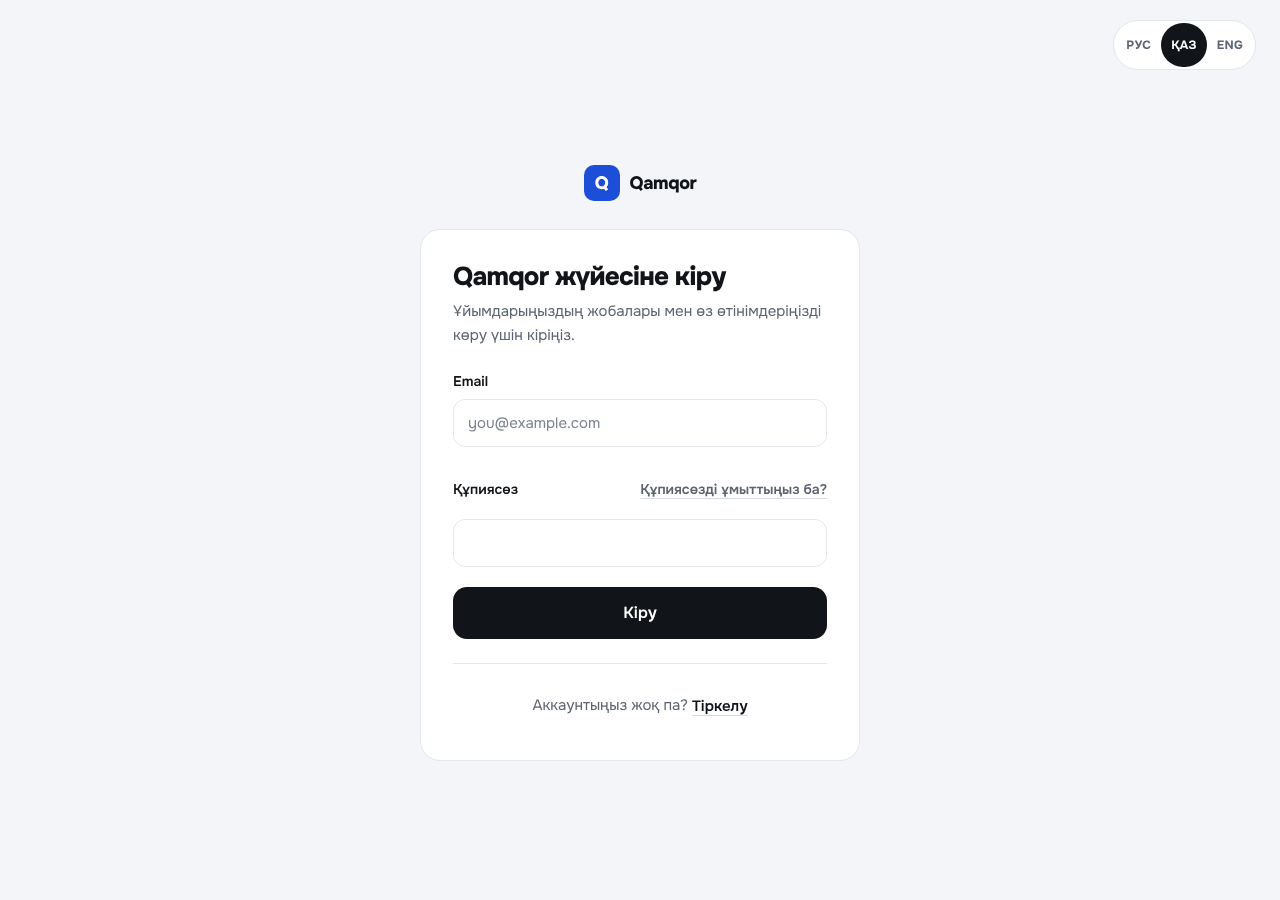 РУС ҚАЗ ENG
Q Qamqor
Qamqor жүйесіне кіру
Ұйымдарыңыздың жобалары мен өз өтінімдеріңізді
көру үшін кіріңіз.
Email
you@example.com
Құпиясөз Құпиясөзді ұмыттыңыз ба?
Кіру
Аккаунтыңыз жоқ па? Тіркелу